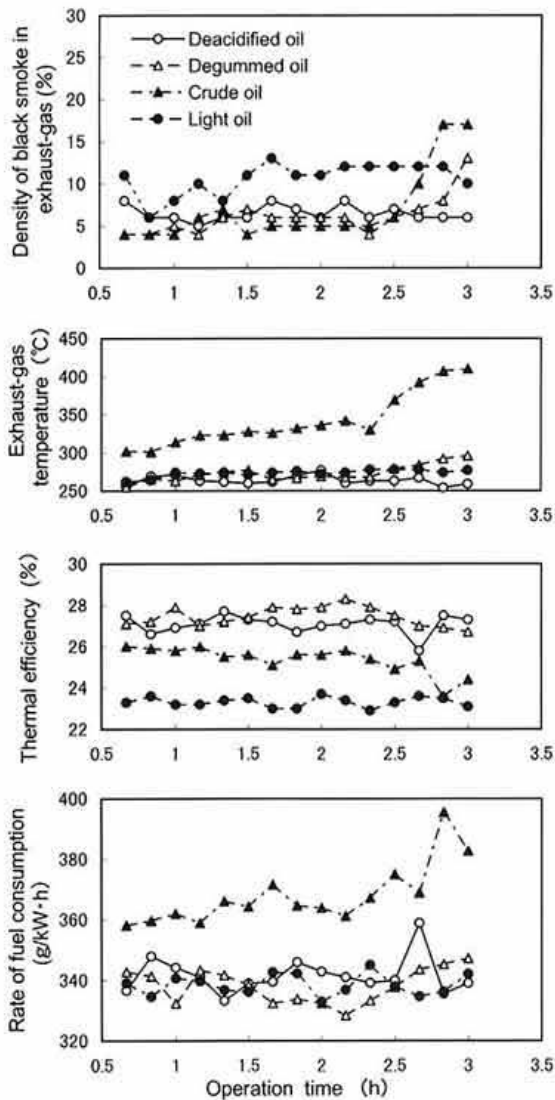 Density of black smoke in
exhaust-gas (%)
30
25
20
15
10
5
0
Deacidified oil
Degummed oil
Crude oil
Light oil
0.5 1 1.5 2 2.5 3 3.5
Exhaust-gas
temperature (℃)
450
400
350
300
250
0.5 1 1.5 2 2.5 3 3.5
Thermal efficiency (%)
30
28
26
24
22
0.5 1 1.5 2 2.5 3 3.5
Rate of fuel consumption
(g/kW·h)
400
380
360
340
320
0.5 1 1.5 2 2.5 3 3.5
Operation time (h)